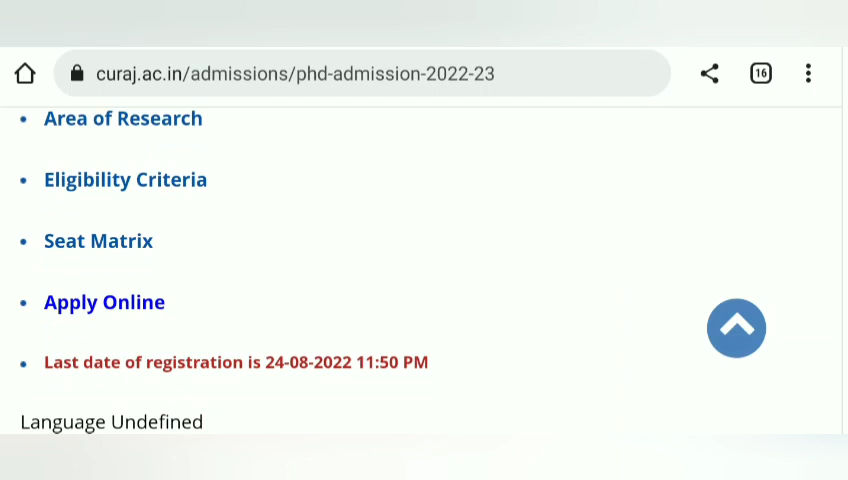 curaj.ac.in/admissions/phd-admission-2022-23
16
Area of Research
Eligibility Criteria
Seat Matrix
Apply Online
Last date of registration is 24-08-2022 11:50 PM
Language Undefined